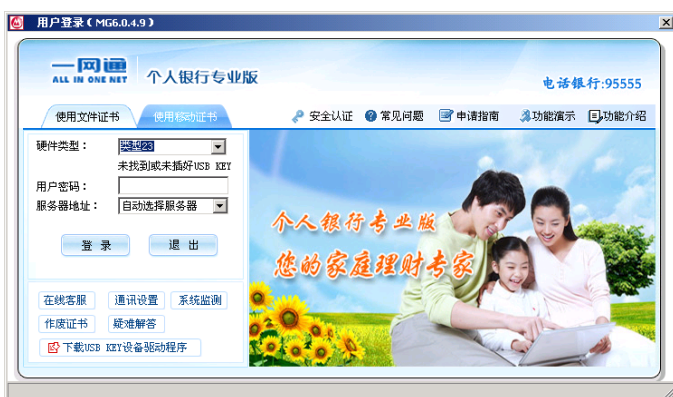 用户登录(MG6.0.4.9)
一网通
ALL IN ONE NET
个人银行专业版
电话银行:95555
使用文件证书
使用移动证书
安全认证
常见问题
申请指南
功能演示
功能介绍
硬件类型：
类型23
未找到或未插好USB KEY
用户密码：
服务器地址：
自动选择服务器
登 录
退 出
个人银行专业版
您的家庭理财专家
在线客服
通讯设置
系统监测
作废证书
疑难解答
下载USB KEY设备驱动程序